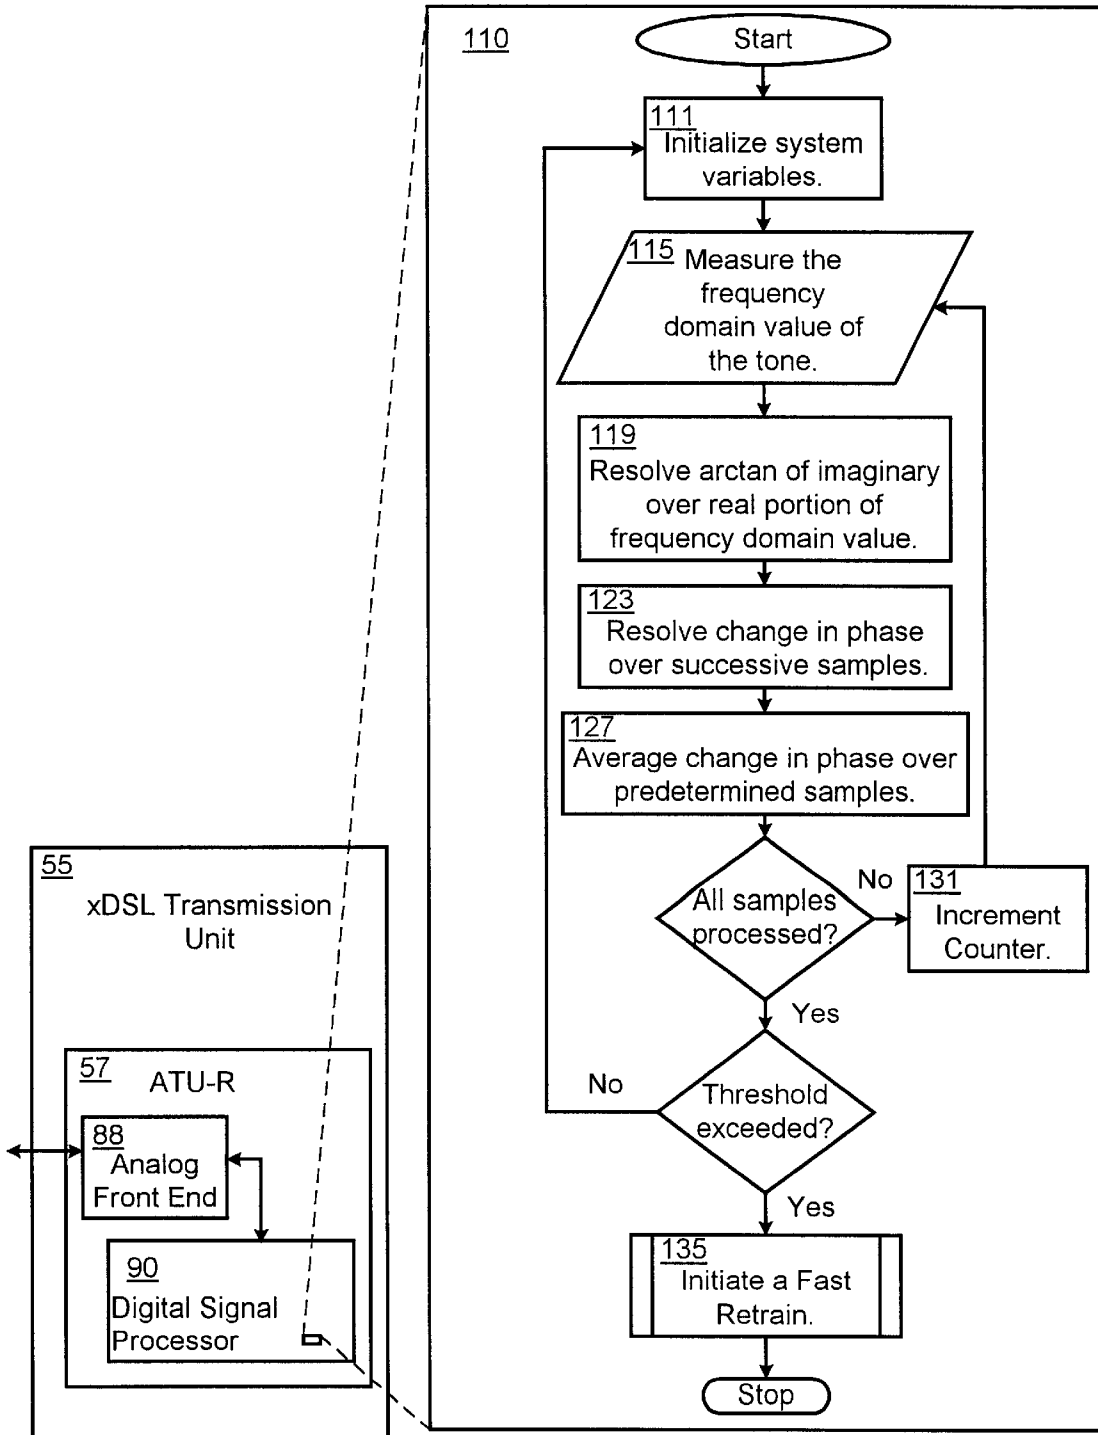 110
Start
111
Initialize system
variables.
115 Measure the
frequency
domain value of
the tone.
119
Resolve arctan of imaginary
over real portion of
frequency domain value.
123
Resolve change in phase
over successive samples.
127
Average change in phase over
predetermined samples.
All samples
processed?
No
131
Increment
Counter.
Yes
Threshold
exceeded?
No
Yes
135
Initiate a Fast
Retrain.
Stop
55
xDSL Transmission
Unit
57
ATU-R
88
Analog
Front End
90
Digital Signal
Processor